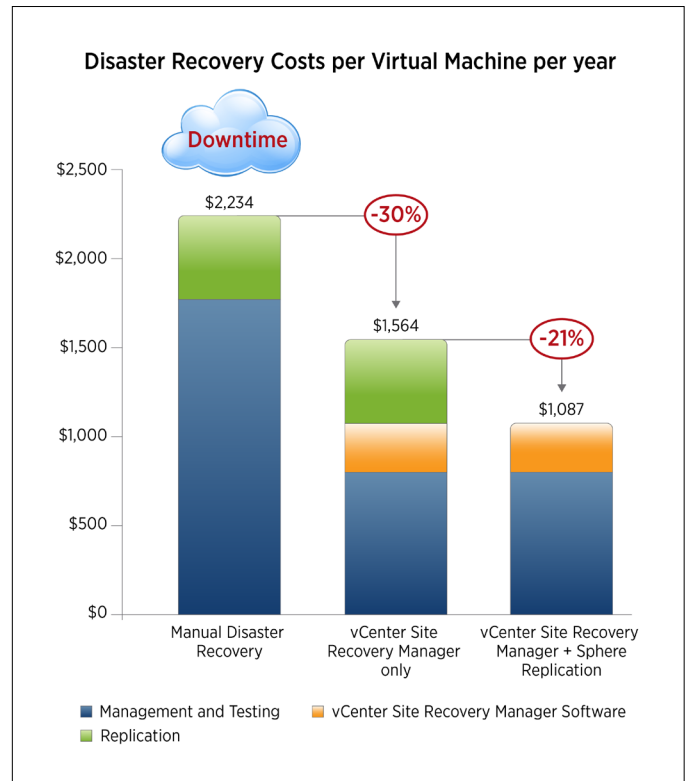 Disaster Recovery Costs per Virtual Machine per year
Downtime
$2,500
$2,234
-30%
$2,000
$1,564
$1,500
-21%
$1,087
$1,000
$500
$0
Manual Disaster
Recovery
vCenter Site
Recovery Manager
only
vCenter Site Recovery
Manager + Sphere
Replication
Management and Testing
vCenter Site Recovery Manager Software
Replication